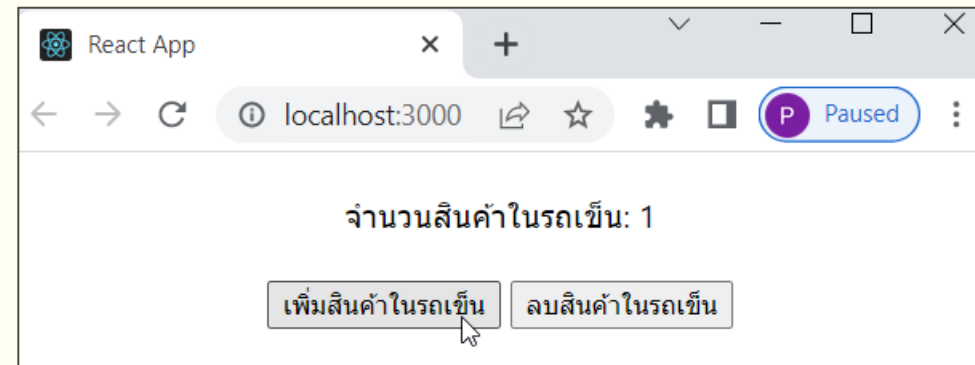 React App
localhost:3000
P Paused
จำนวนสินค้าในรถเข็น: 1
เพิ่มสินค้าในรถเข็น ลบสินค้าในรถเข็น